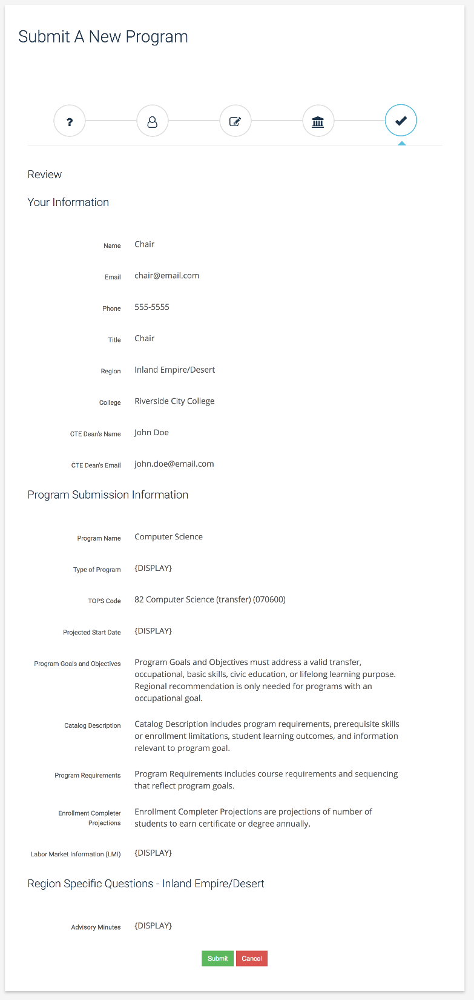 Submit A New Program
?
Review
Your Information
Name Chair
Email chair@email.com
Phone 555-5555
Title Chair
Region Inland Empire/Desert
College Riverside City College
CTE Dean's Name John Doe
CTE Dean's Email john.doe@email.com
Program Submission Information
Program Name Computer Science
Type of Program {DISPLAY}
TOPS Code 82 Computer Science (transfer) (070600)
Projected Start Date {DISPLAY}
Program Goals and Objectives Program Goals and Objectives must address a valid transfer,
occupational, basic skills, civic education, or lifelong learning purpose.
Regional recommendation is only needed for programs with an
occupational goal.
Catalog Description Catalog Description includes program requirements, prerequisite skills
or enrollment limitations, student learning outcomes, and information
relevant to program goal.
Program Requirements Program Requirements includes course requirements and sequencing
that reflect program goals.
Enrollment Completer Enrollment Completer Projections are projections of number of
Projections students to earn certificate or degree annually.
Labor Market Information (LMI) {DISPLAY}
Region Specific Questions - Inland Empire/Desert
Advisory Minutes {DISPLAY}
Submit Cancel